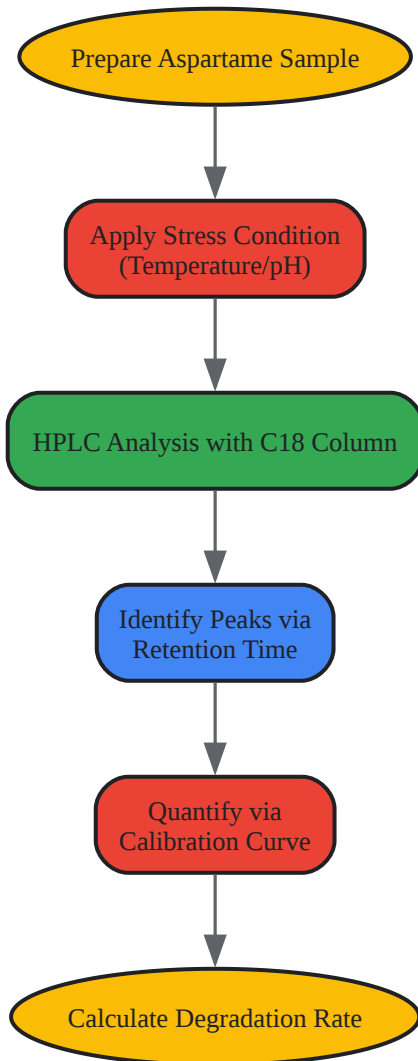 Prepare Aspartame Sample
Apply Stress Condition
(Temperature/pH)
HPLC Analysis with C18 Column
Identify Peaks via
Retention Time
Quantify via
Calibration Curve
Calculate Degradation Rate